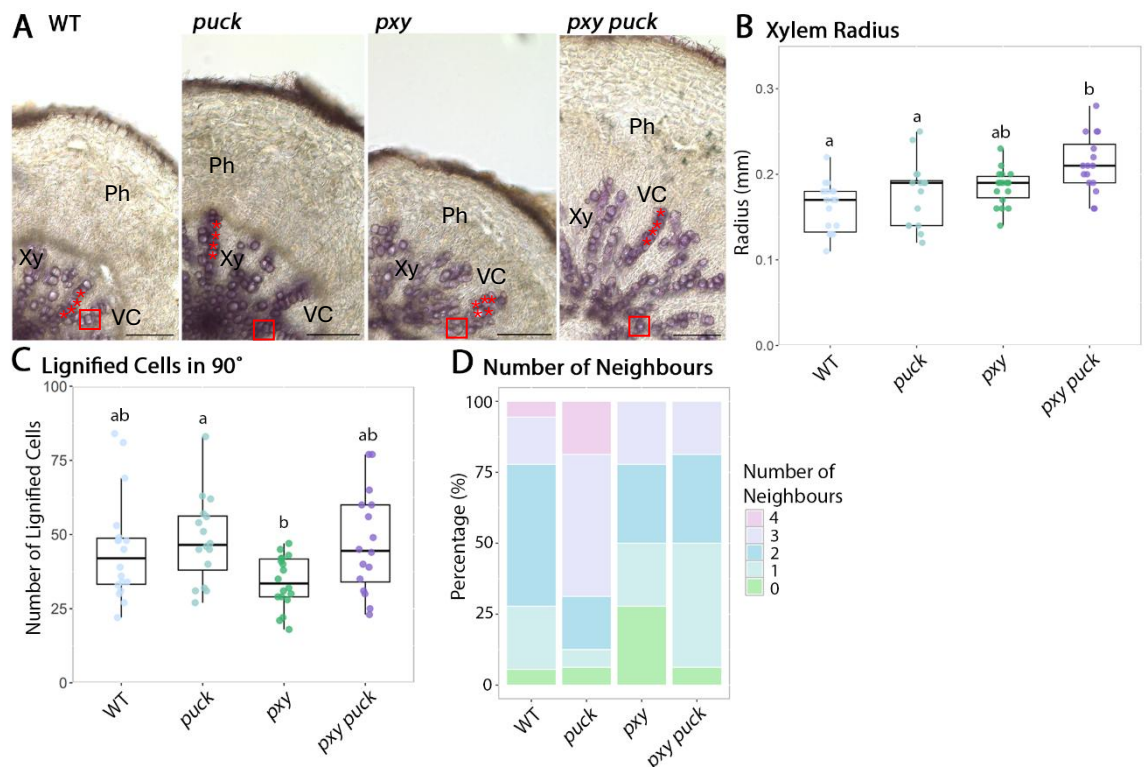 A WT
puck
pxy
pxy puck
Ph
Xy
VC
Ph
Xy
VC
Ph
Xy
VC
Ph
Xy
VC
B Xylem Radius
Radius (mm)
0.3
0.2
0.1
0.0
a
a
ab
b
WT
puck
pxy
pxy puck
C Lignified Cells in 90˚
Number of Lignified Cells
100
75
50
25
0
ab
a
b
ab
WT
puck
pxy
pxy puck
D Number of Neighbours
Percentage (%)
100
75
50
25
0
WT
puck
pxy
pxy puck
Number of
Neighbours
4
3
2
1
0